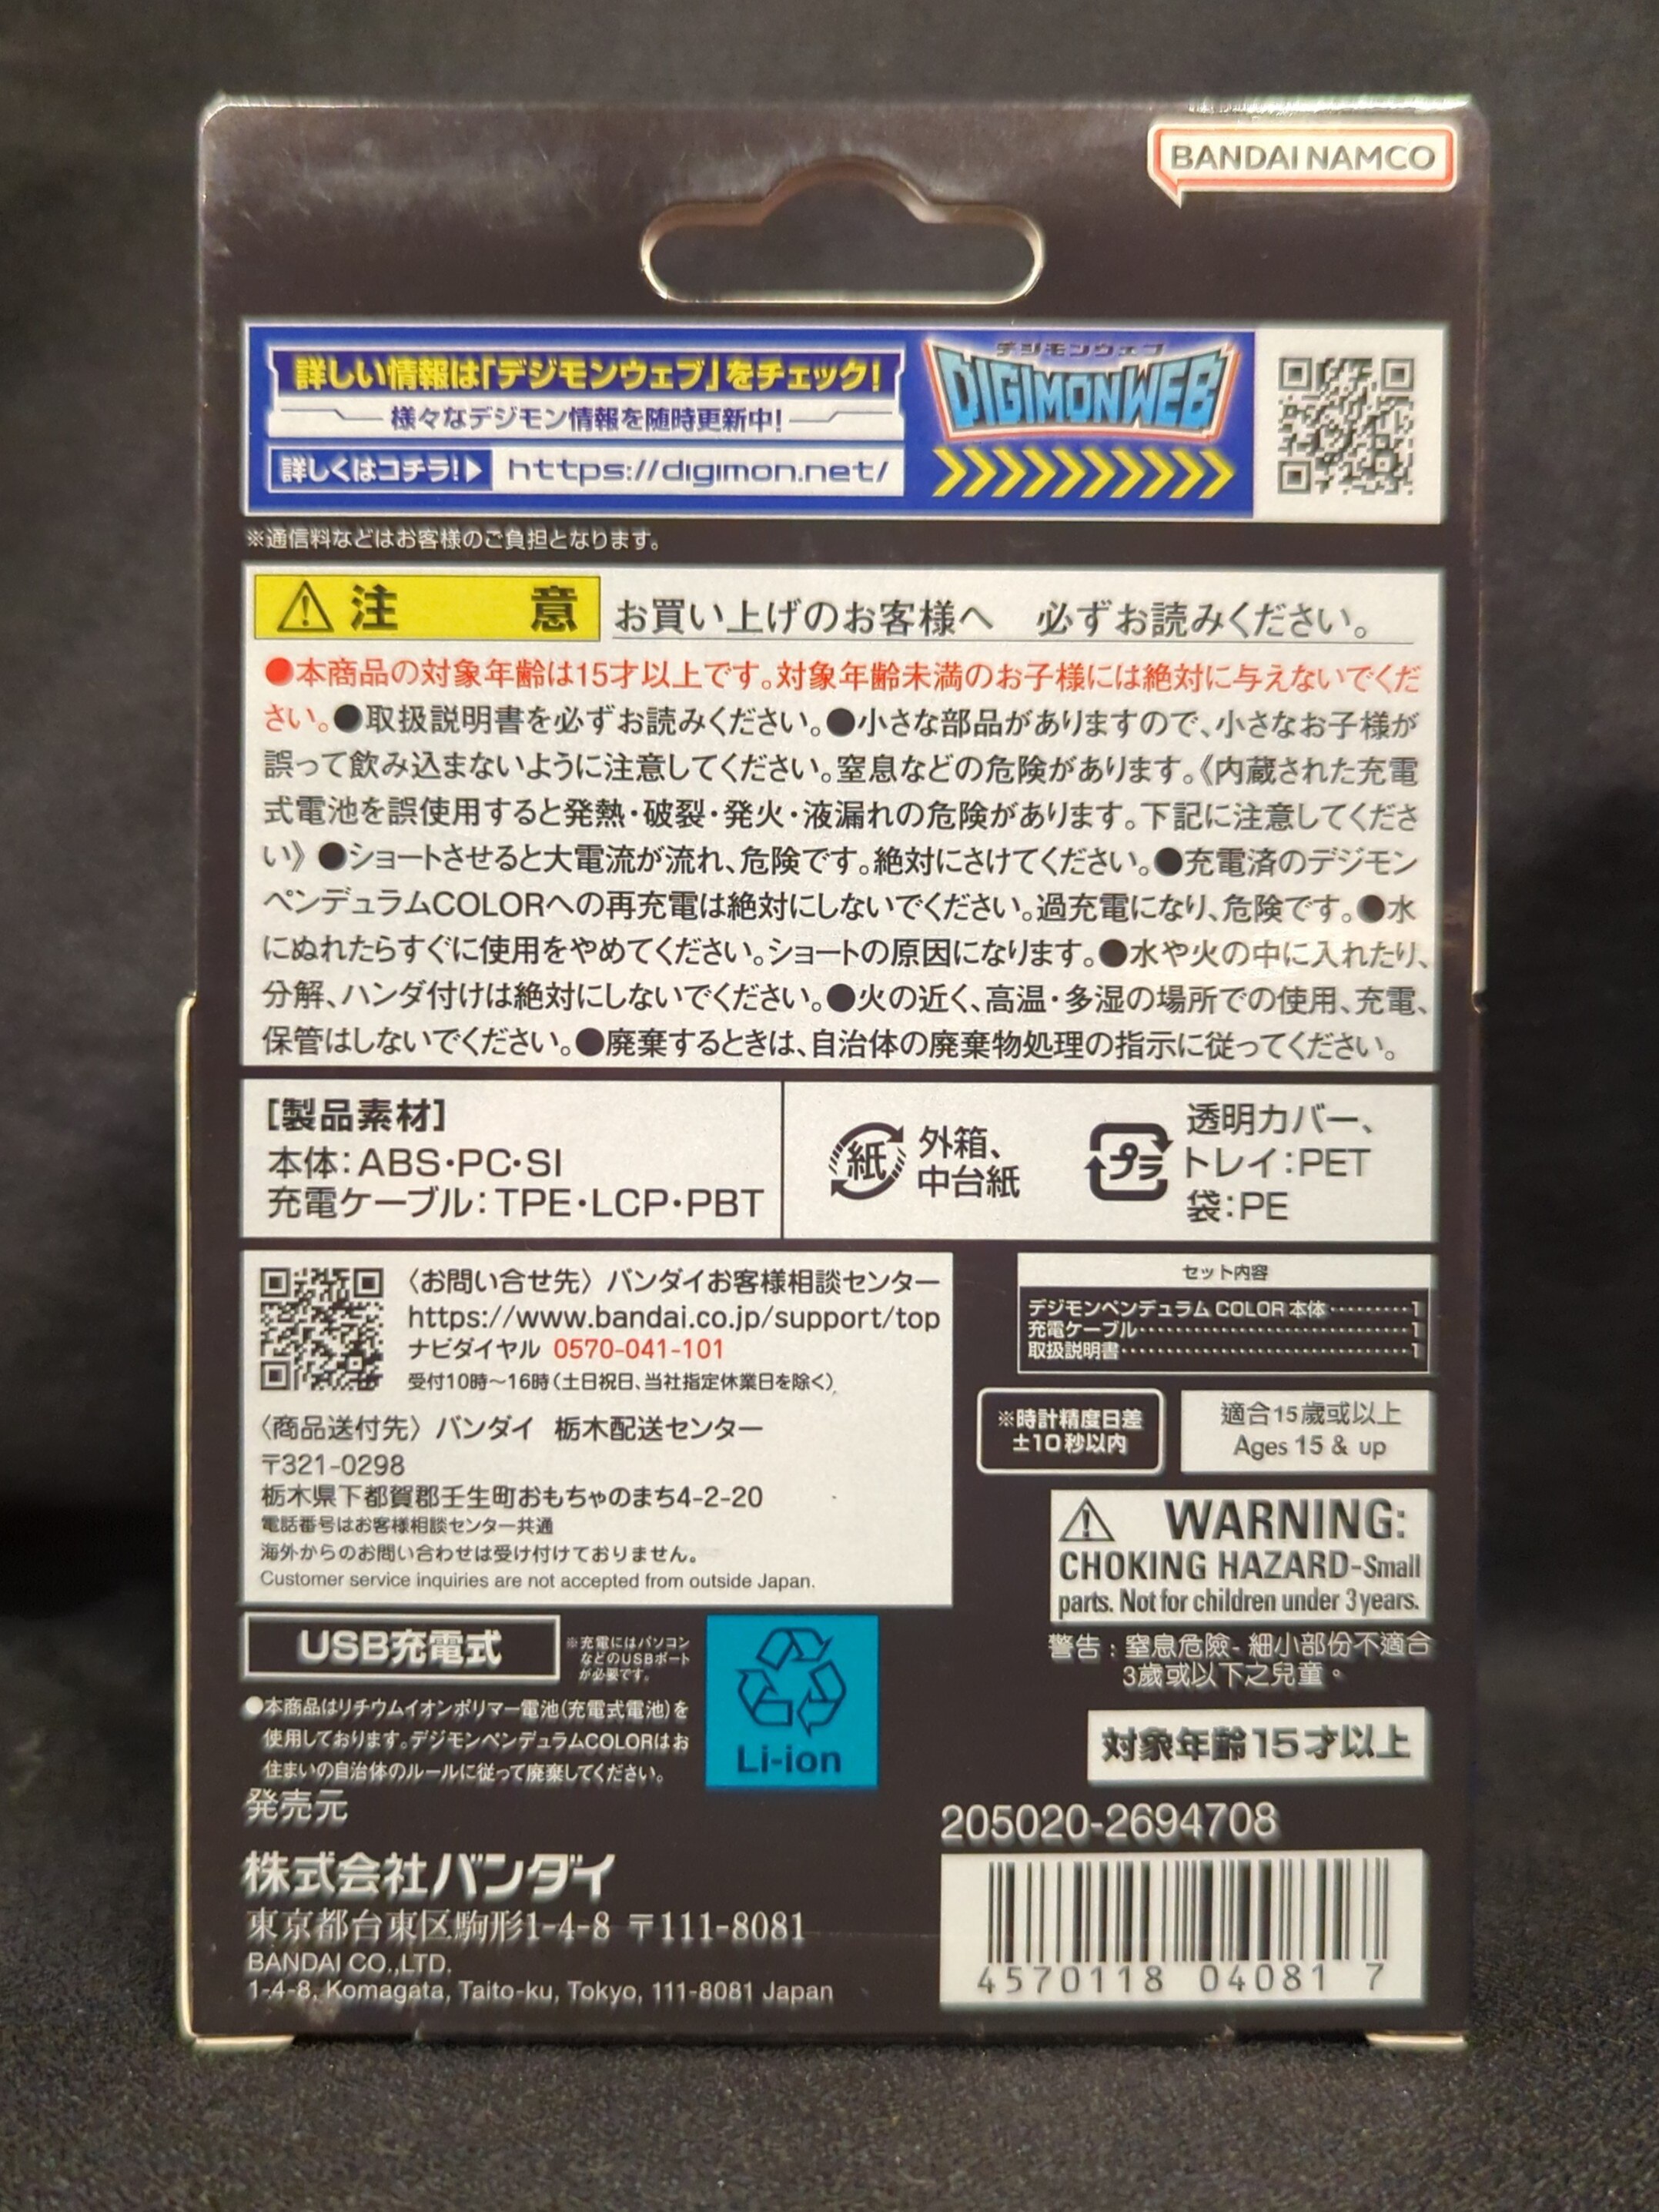 BANDAI NAMCO
詳しい情報は「デジモンウェブ」をチェック!
様々なデジモン情報を随時更新中!
詳しくはコチラ! https://digimon.net/
デジモンウェブ
DIGIMONWEB
※通信料などはお客様のご負担となります。
注意 お買い上げのお客様へ 必ずお読みください。
●本商品の対象年齢は15才以上です。対象年齢未満のお子様には絶対に与えないでくだ
さい。●取扱説明書を必ずお読みください。●小さな部品がありますので、小さなお子様が
誤って飲み込まないように注意してください。窒息などの危険があります。《内蔵された充電
式電池を誤使用すると発熱・破裂・発火・液漏れの危険があります。下記に注意してくださ
い》●ショートさせると大電流が流れ、危険です。絶対にさけてください。●充電済のデジモン
ペンデュラムCOLORへの再充電は絶対にしないでください。過充電になり、危険です。●水
にぬれたらすぐに使用をやめてください。ショートの原因になります。●水や火の中に入れたり、
分解、ハンダ付けは絶対にしないでください。●火の近く、高温・多湿の場所での使用、充電、
保管はしないでください。●廃棄するときは、自治体の廃棄物処理の指示に従ってください。
[製品素材]
本体:ABS・PC・SI
充電ケーブル:TPE・LCP・PBT
紙
外箱、
中台紙
プラ
透明カバー、
トレイ:PET
袋:PE
〈お問い合せ先〉バンダイお客様相談センター
https://www.bandai.co.jp/support/top
ナビダイヤル 0570-041-101
受付10時〜16時(土日祝日、当社指定休業日を除く)
〈商品送付先〉バンダイ 栃木配送センター
〒321-0298
栃木県下都賀郡壬生町おもちゃのまち4-2-20
電話番号はお客様相談センター共通
海外からのお問い合わせは受け付けておりません。
Customer service inquiries are not accepted from outside Japan.
セット内容
デジモンペンデュラム COLOR 本体・・・・・・・・・1
充電ケーブル・・・・・・・・・・・・・・・・・・・・・・・・・・・・・1
取扱説明書・・・・・・・・・・・・・・・・・・・・・・・・・・・・・・・1
※時計精度日差
±10秒以内
適合15歲或以上
Ages 15 & up
WARNING:
CHOKING HAZARD-Small
parts. Not for children under 3 years.
警告:窒息危險-細小部份不適合
3歲或以下之兒童。
対象年齢15才以上
USB充電式
※充電にはパソコン
などのUSBポート
が必要です。
●本商品はリチウムイオンポリマー電池(充電式電池)を
使用しております。デジモンペンデュラムCOLORはお
住まいの自治体のルールに従って廃棄してください。
Li-ion
発売元
株式会社バンダイ
東京都台東区駒形1-4-8 〒111-8081
BANDAI CO.,LTD.
1-4-8, Komagata, Taito-ku, Tokyo, 111-8081 Japan
205020-2694708
4570118 04081 7